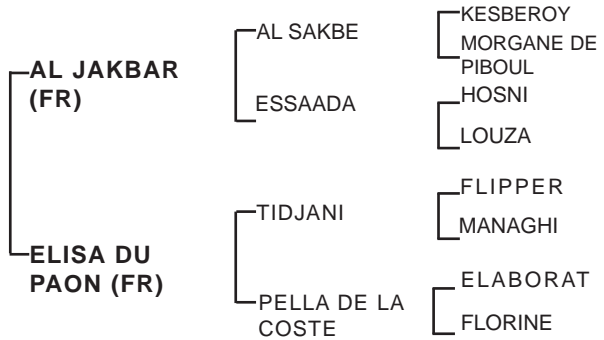 KESBEROY
AL SAKBE
MORGANE DE
PIBOUL
AL JAKBAR
(FR)
HOSNI
ESSAADA
LOUZA
FLIPPER
TIDJANI
MANAGHI
ELISA DU
PAON (FR)
ELABORAT
PELLA DE LA
COSTE
FLORINE